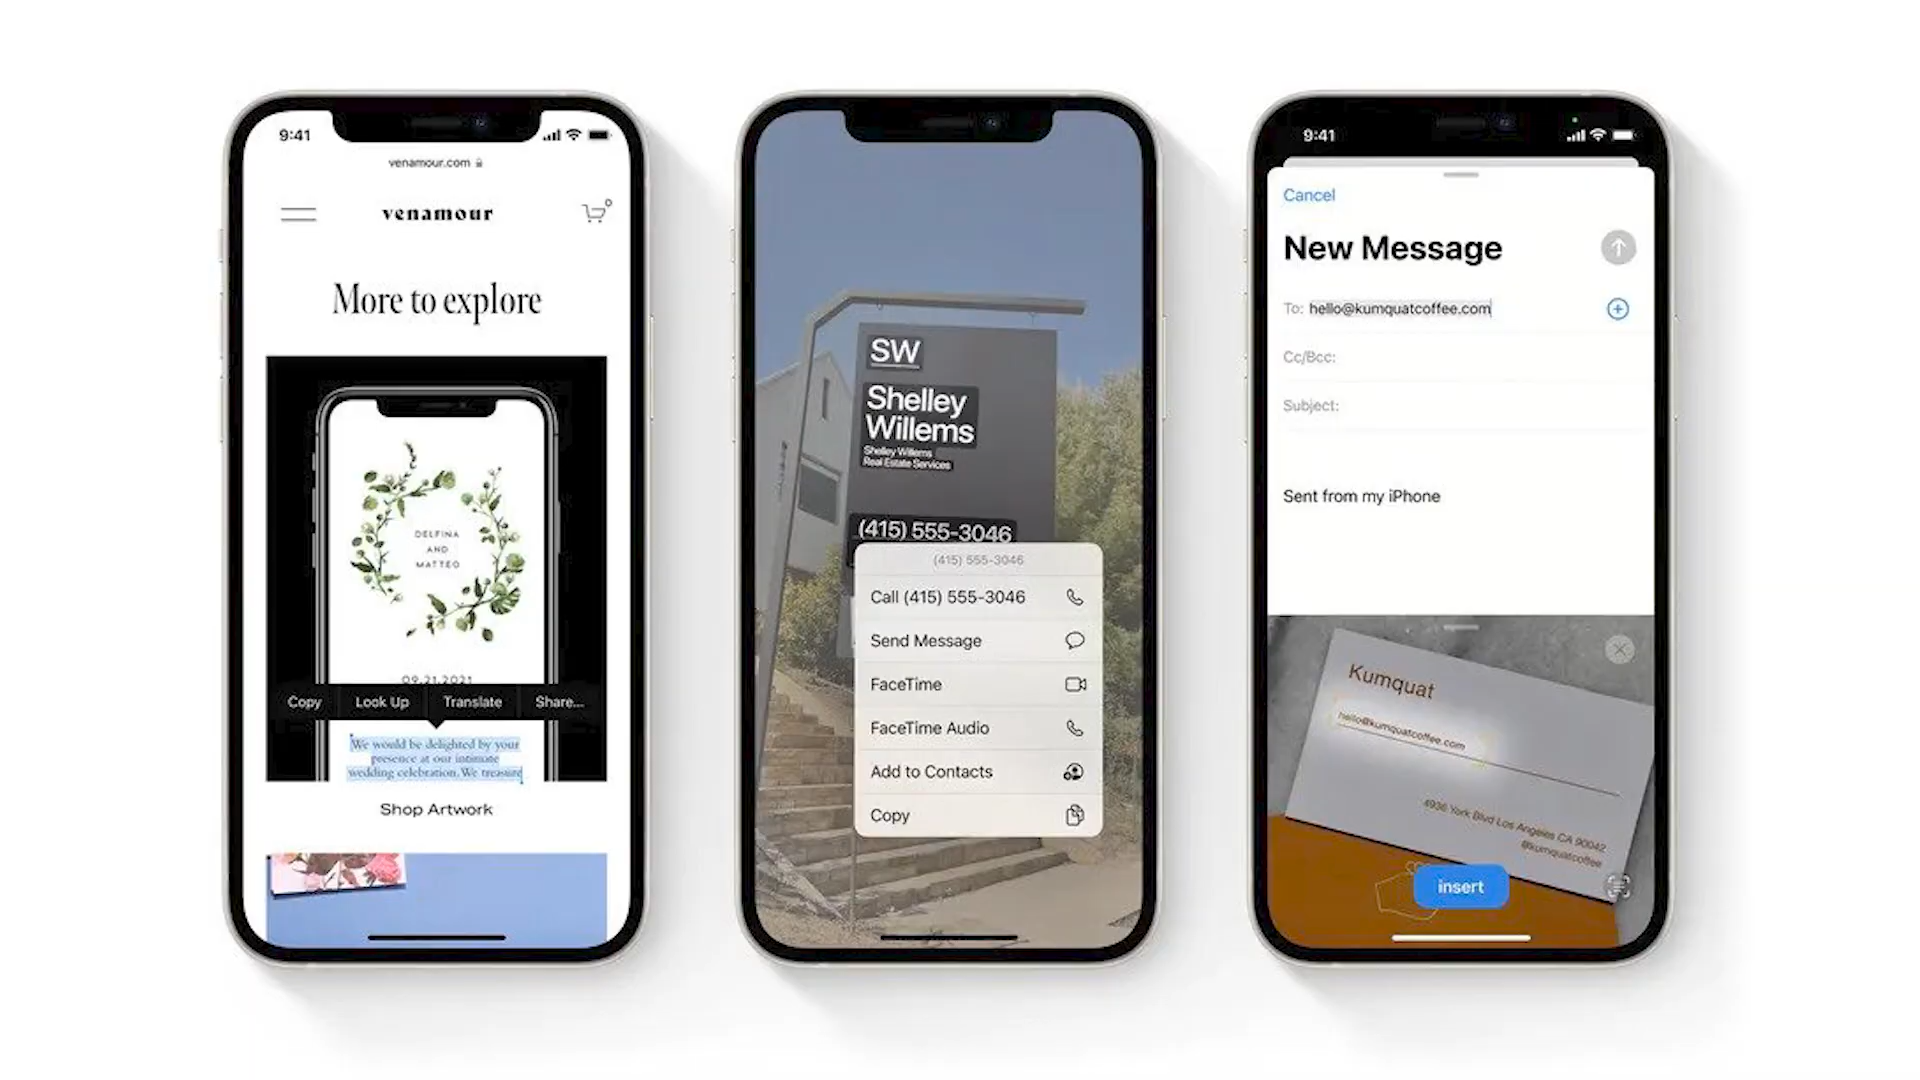 9:41
venamour.com
venamour
0
More to explore
DELFINA
AND
MATTEO
09.21.2021
Copy
Look Up
Translate
Share...
We would be delighted by your
presence at our intimate
wedding celebration. We treasure
Shop Artwork
SW
Shelley
Willems
Shelley Willems
Real Estate Services
(415) 555-3046
(415) 555-3046
Call (415) 555-3046
Send Message
FaceTime
FaceTime Audio
Add to Contacts
Copy
9:41
Cancel
New Message
To: hello@kumquatcoffee.com
Cc/Bcc:
Subject:
Sent from my iPhone
Kumquat
hello@kumquatcoffee.com
4936 York Blvd Los Angeles CA 90042
@kumquatcoffee
insert